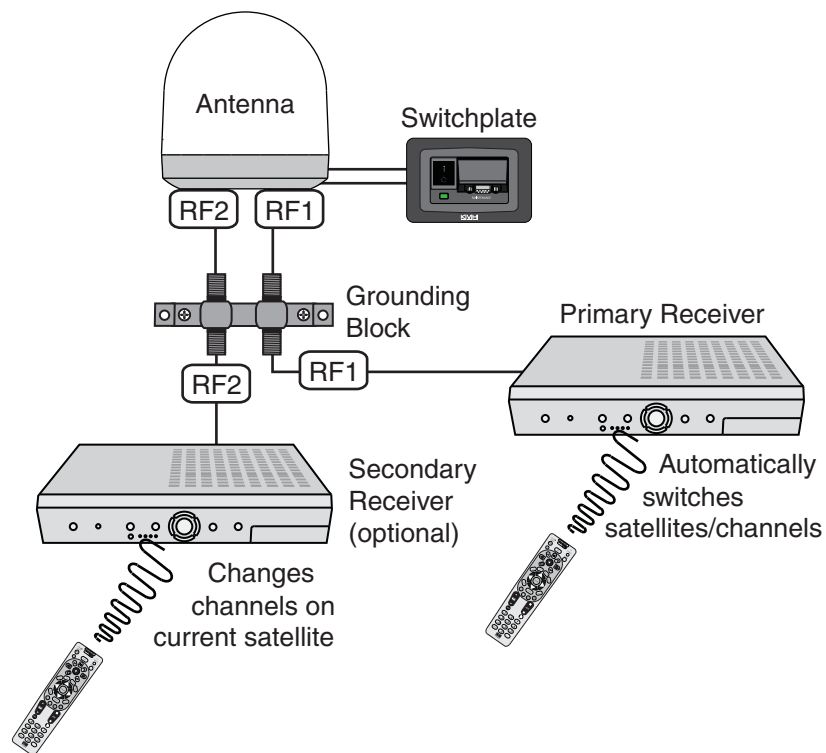 Antenna
Switchplate
RF2
RF1
Grounding
Block
Primary Receiver
RF2
RF1
Secondary
Receiver
(optional)
Automatically
switches
satellites/channels
Changes
channels on
current satellite